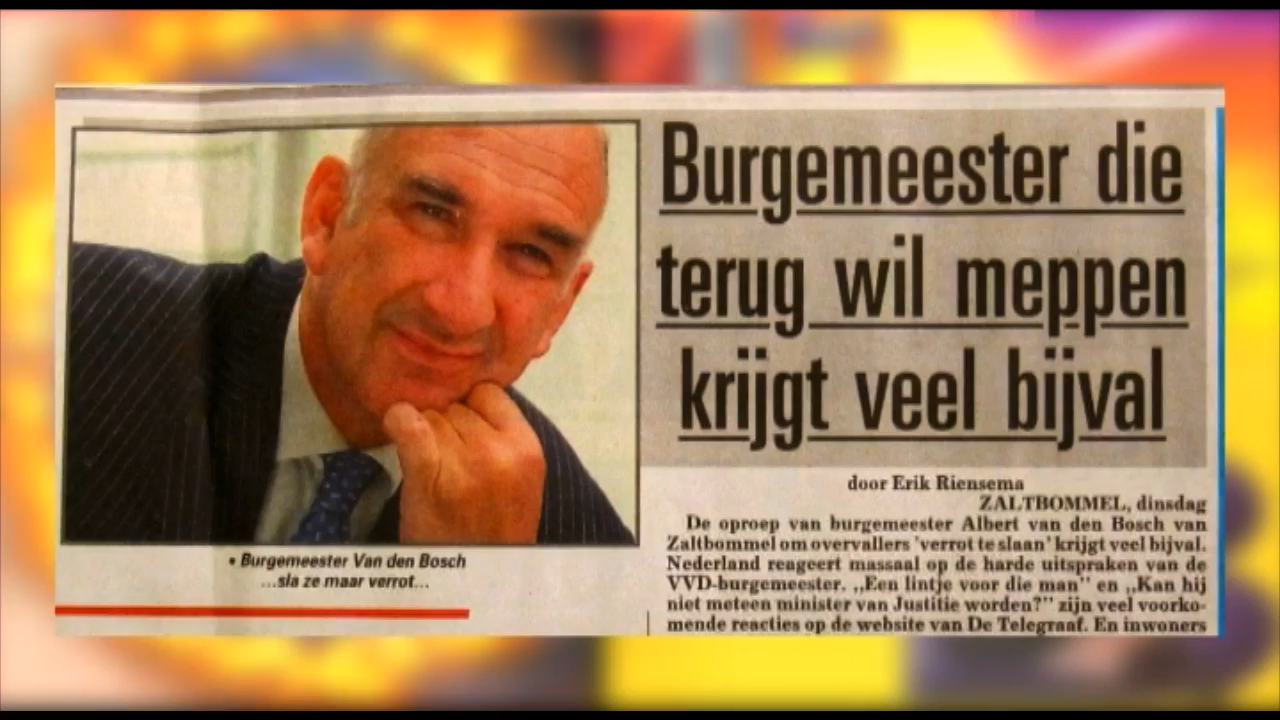 Burgemeester die
terug wil meppen
krijgt veel bijval
door Erik Riensema
ZALTBOMMEL, dinsdag
De oproep van burgemeester Albert van den Bosch van
Zaltbommel om overvallers 'verrot te slaan' krijgt veel bijval.
Nederland reageert massaal op de harde uitspraken van de
VVD-burgemeester. „Een lintje voor die man” en „Kan hij
niet meteen minister van Justitie worden?” zijn veel voorko-
mende reacties op de website van De Telegraaf. En inwoners
• Burgemeester Van den Bosch
...sla ze maar verrot...